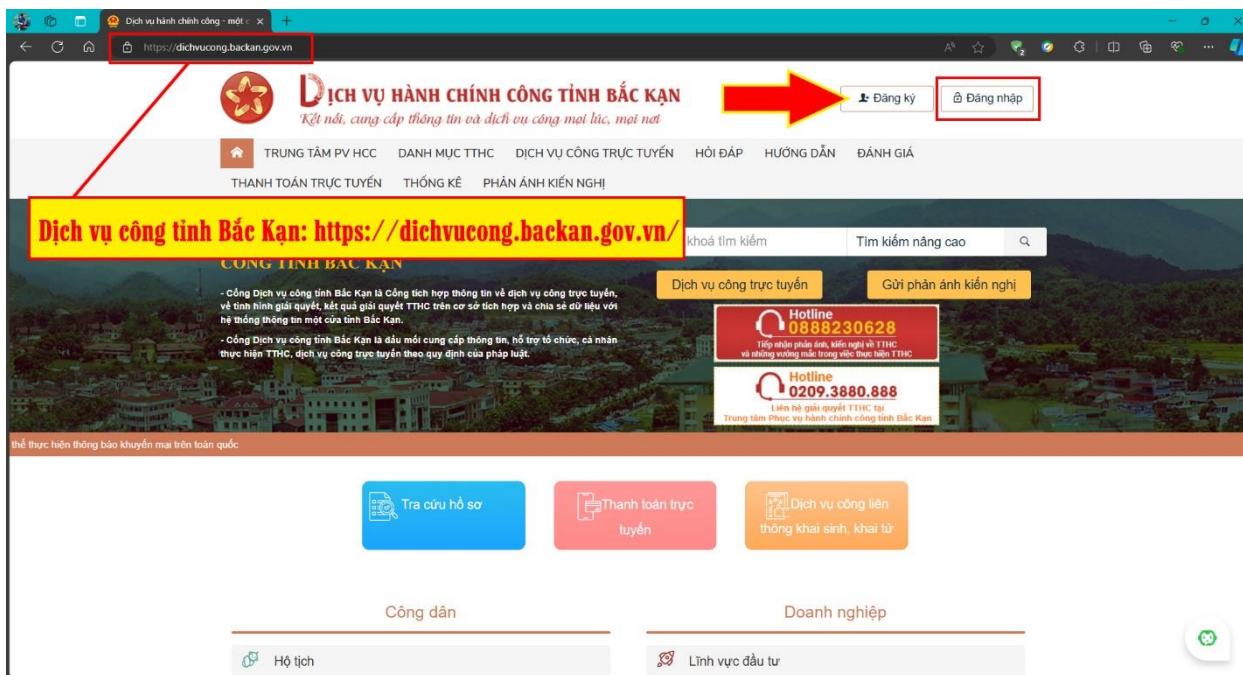 Dịch vụ hành chính công - một c
https://dichvucong.backan.gov.vn
DỊCH VỤ HÀNH CHÍNH CÔNG TỈNH BẮC KẠN
Kết nối, cung cấp thông tin và dịch vụ công mọi lúc, mọi nơi
Đăng ký
Đăng nhập
TRUNG TÂM PV HCC DANH MỤC TTHC DỊCH VỤ CÔNG TRỰC TUYẾN HỎI ĐÁP HƯỚNG DẪN ĐÁNH GIÁ
THANH TOÁN TRỰC TUYẾN THỐNG KÊ PHẢN ÁNH KIẾN NGHỊ
Dịch vụ công tỉnh Bắc Kạn: https://dichvucong.backan.gov.vn/
khoá tìm kiếm
Tìm kiếm nâng cao
CÔNG TỈNH BẮC KẠN
- Cổng Dịch vụ công tỉnh Bắc Kạn là Cổng tích hợp thông tin về dịch vụ công trực tuyến,
về tình hình giải quyết, kết quả giải quyết TTHC trên cơ sở tích hợp và chia sẻ dữ liệu với
hệ thống thông tin một cửa tỉnh Bắc Kạn.
- Cổng Dịch vụ công tỉnh Bắc Kạn là đầu mối cung cấp thông tin, hỗ trợ tổ chức, cá nhân
thực hiện TTHC, dịch vụ công trực tuyến theo quy định của pháp luật.
Dịch vụ công trực tuyến
Gửi phản ánh kiến nghị
Hotline
0888230628
Tiếp nhận phản ánh, kiến nghị về TTHC
và những vướng mắc trong việc thực hiện TTHC
Hotline
0209.3880.888
Liên hệ giải quyết TTHC tại
Trung tâm Phục vụ hành chính công tỉnh Bắc Kạn
thể thực hiện thông báo khuyến mại trên toàn quốc
Tra cứu hồ sơ
Thanh toán trực
tuyến
Dịch vụ công liên
thông khai sinh, khai tử
Công dân
Doanh nghiệp
Hộ tịch
Lĩnh vực đầu tư